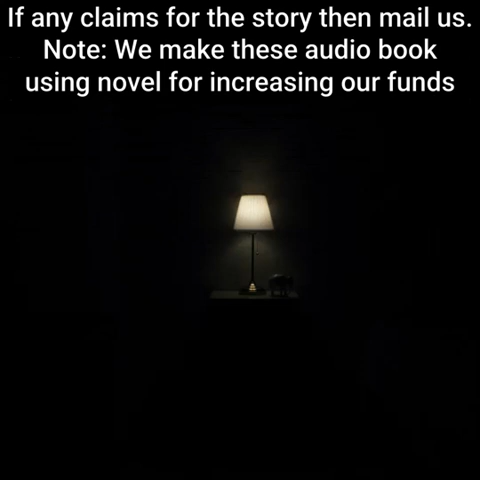 If any claims for the story then mail us.
Note: We make these audio book
using novel for increasing our funds